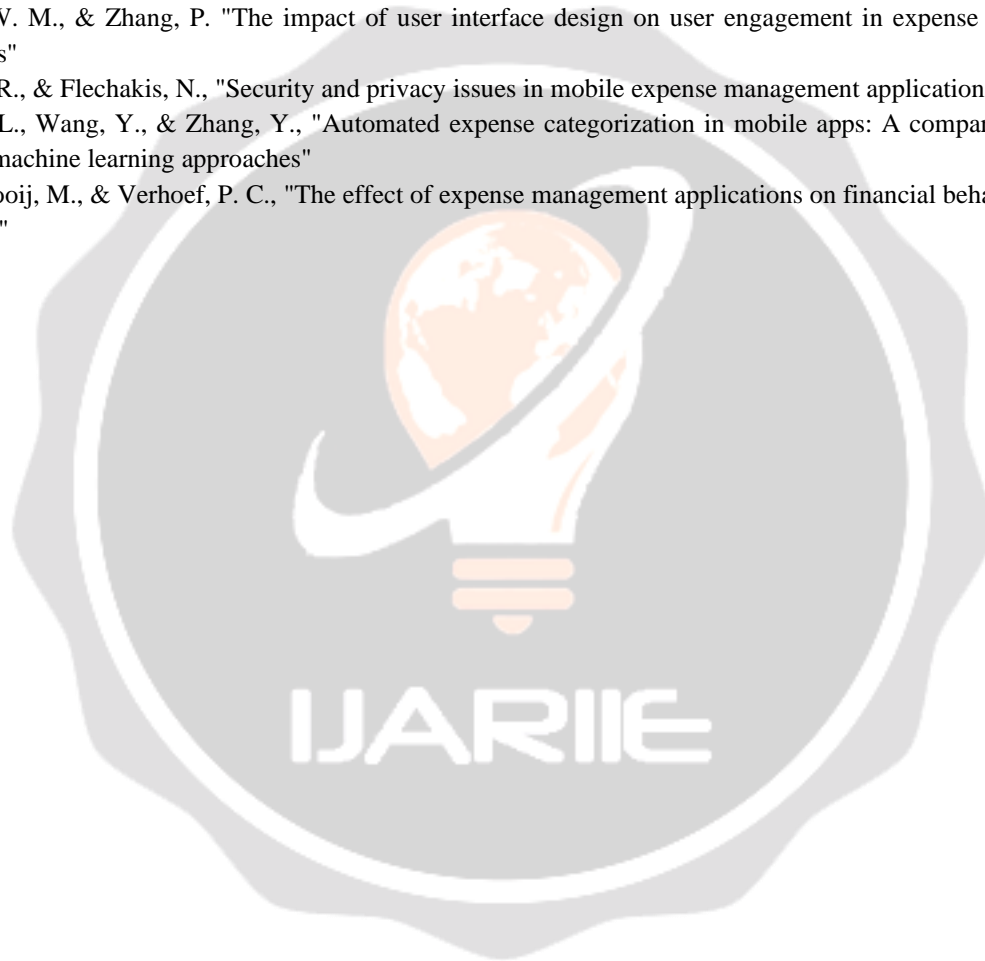 M., & Zhang, P. "The impact of user interface design on user engagement in expense
s"
R., & Flechakis, N., "Security and privacy issues in mobile expense management application
L., Wang, Y., & Zhang, Y., "Automated expense categorization in mobile apps: A compar
machine learning approaches"
ooij, M., & Verhoef, P. C., "The effect of expense management applications on financial beha
"
IJARIIE